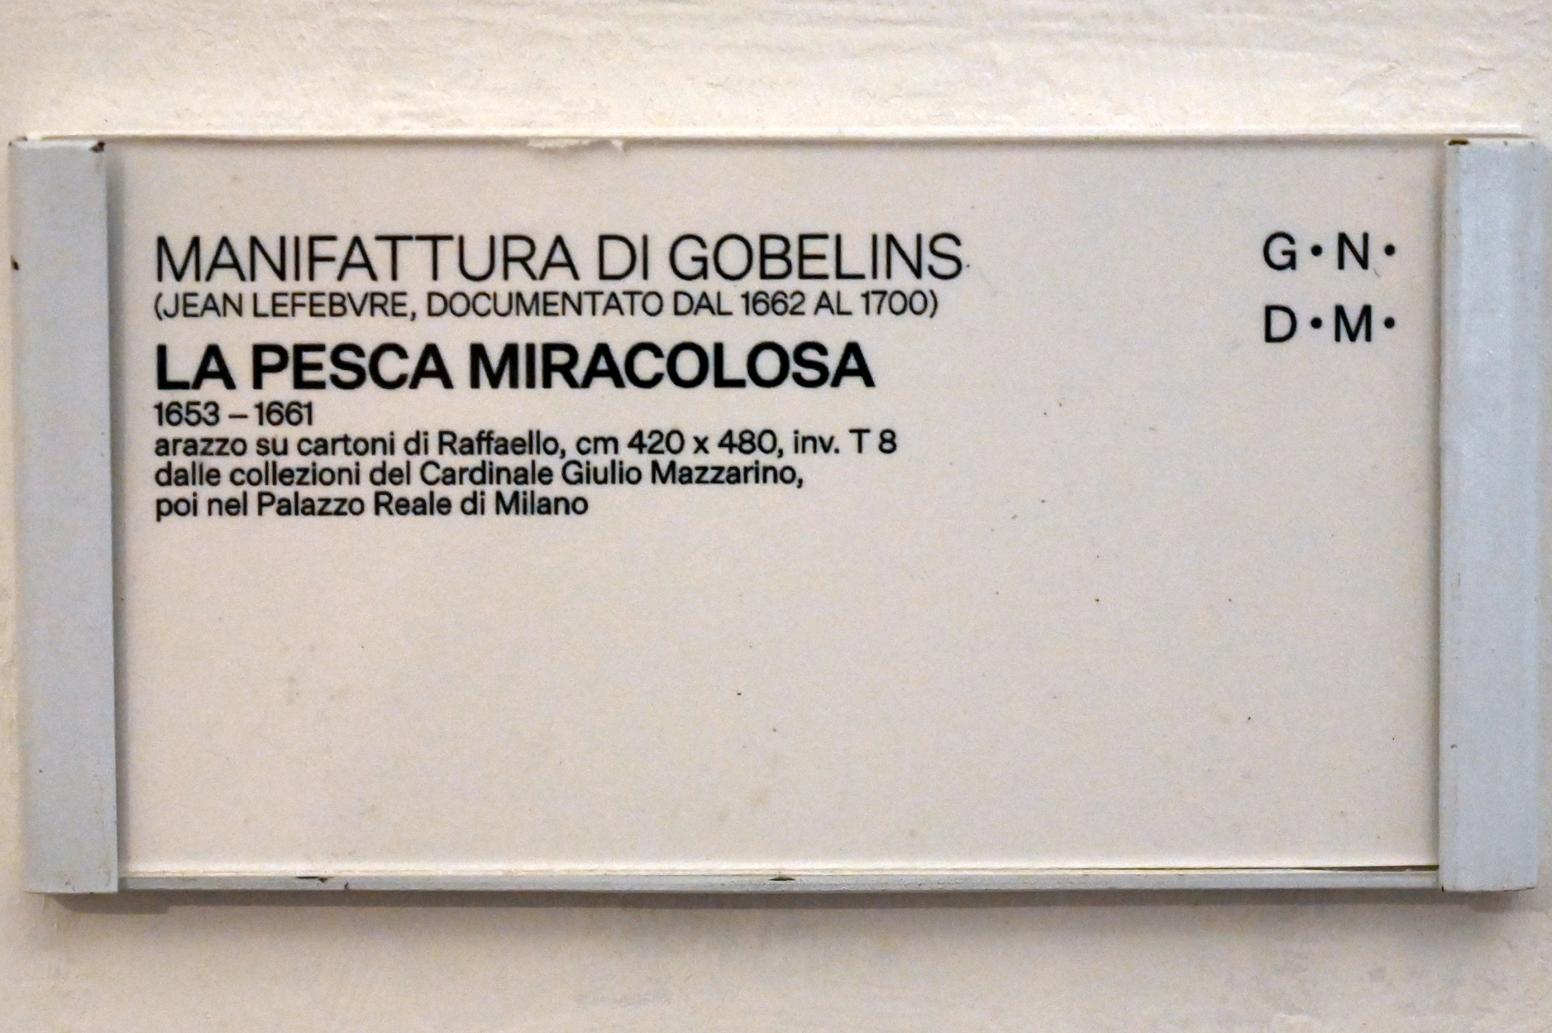 MANIFATTURA DI GOBELINS
(JEAN LEFEBVRE, DOCUMENTATO DAL 1662 AL 1700)
LA PESCA MIRACOLOSA
1653 – 1661
arazzo su cartoni di Raffaello, cm 420 x 480, inv. T 8
dalle collezioni del Cardinale Giulio Mazzarino,
poi nel Palazzo Reale di Milano
G•N•
D•M•